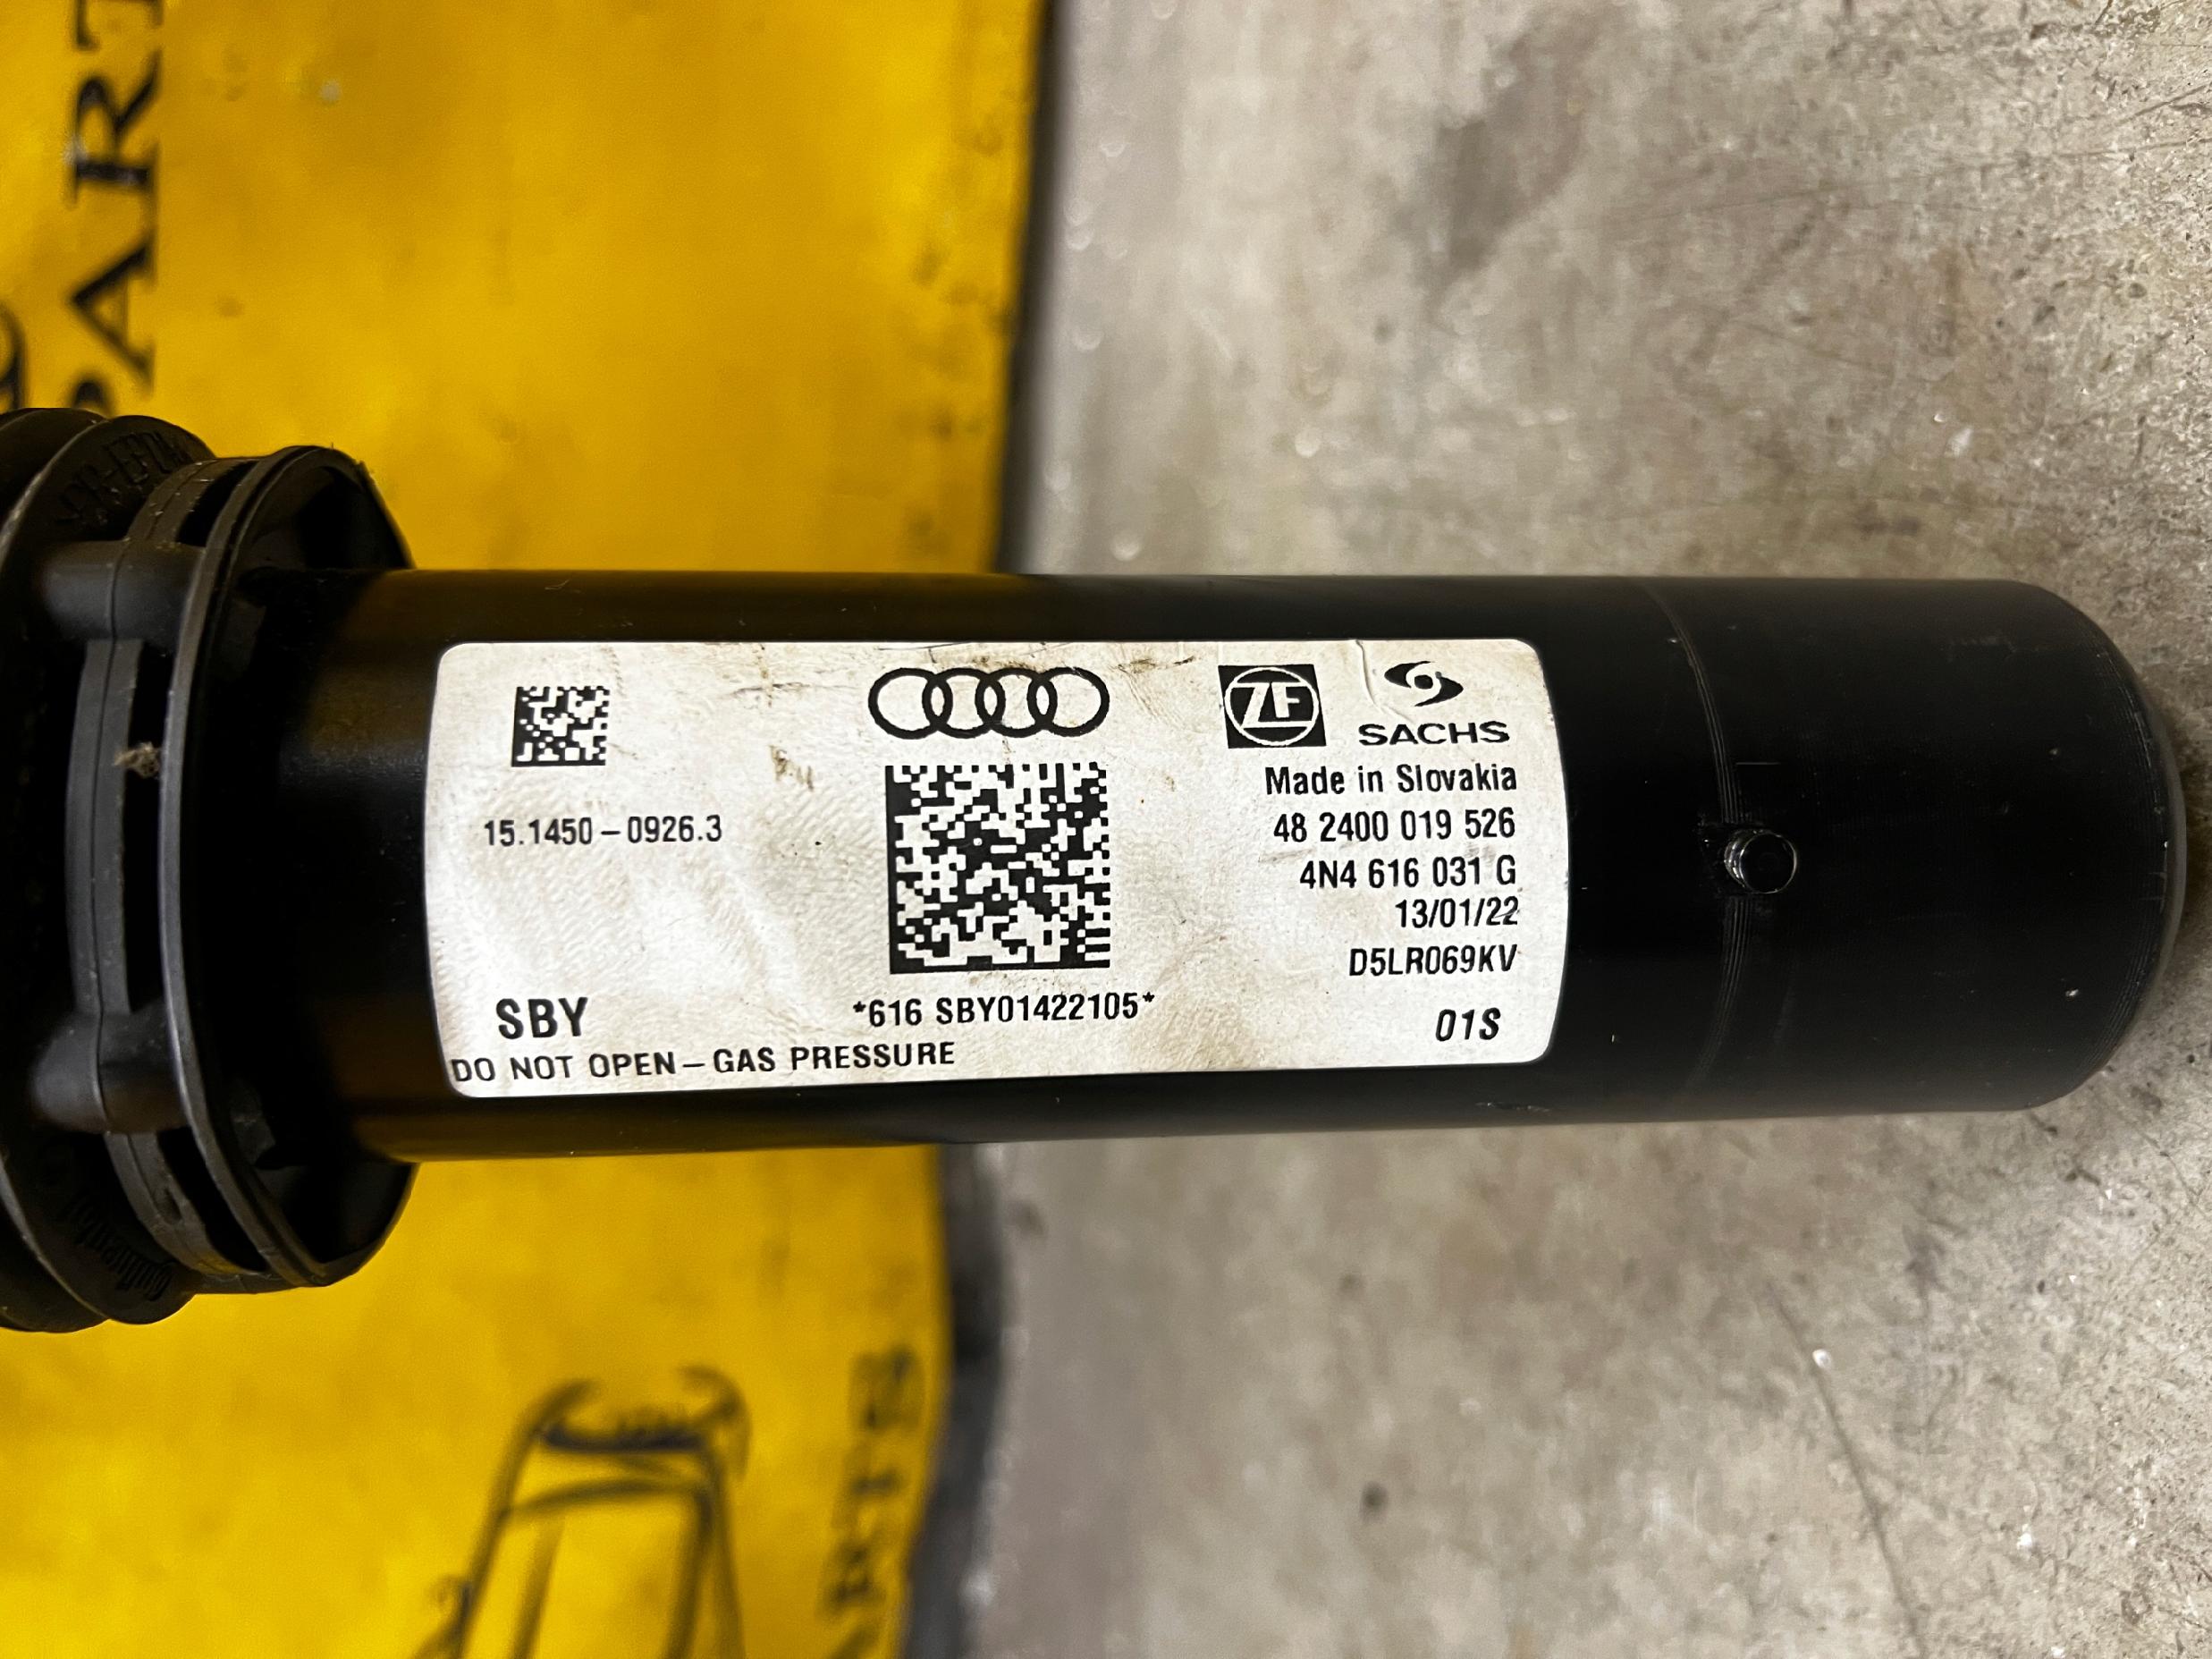 PART
ZF
SACHS
Made in Slovakia
15.1450-0926.3
48 2400 019 526
4N4 616 031 G
13/01/22
D5LR069KV
SBY
*616 SBY01422105*
01S
DO NOT OPEN-GAS PRESSURE